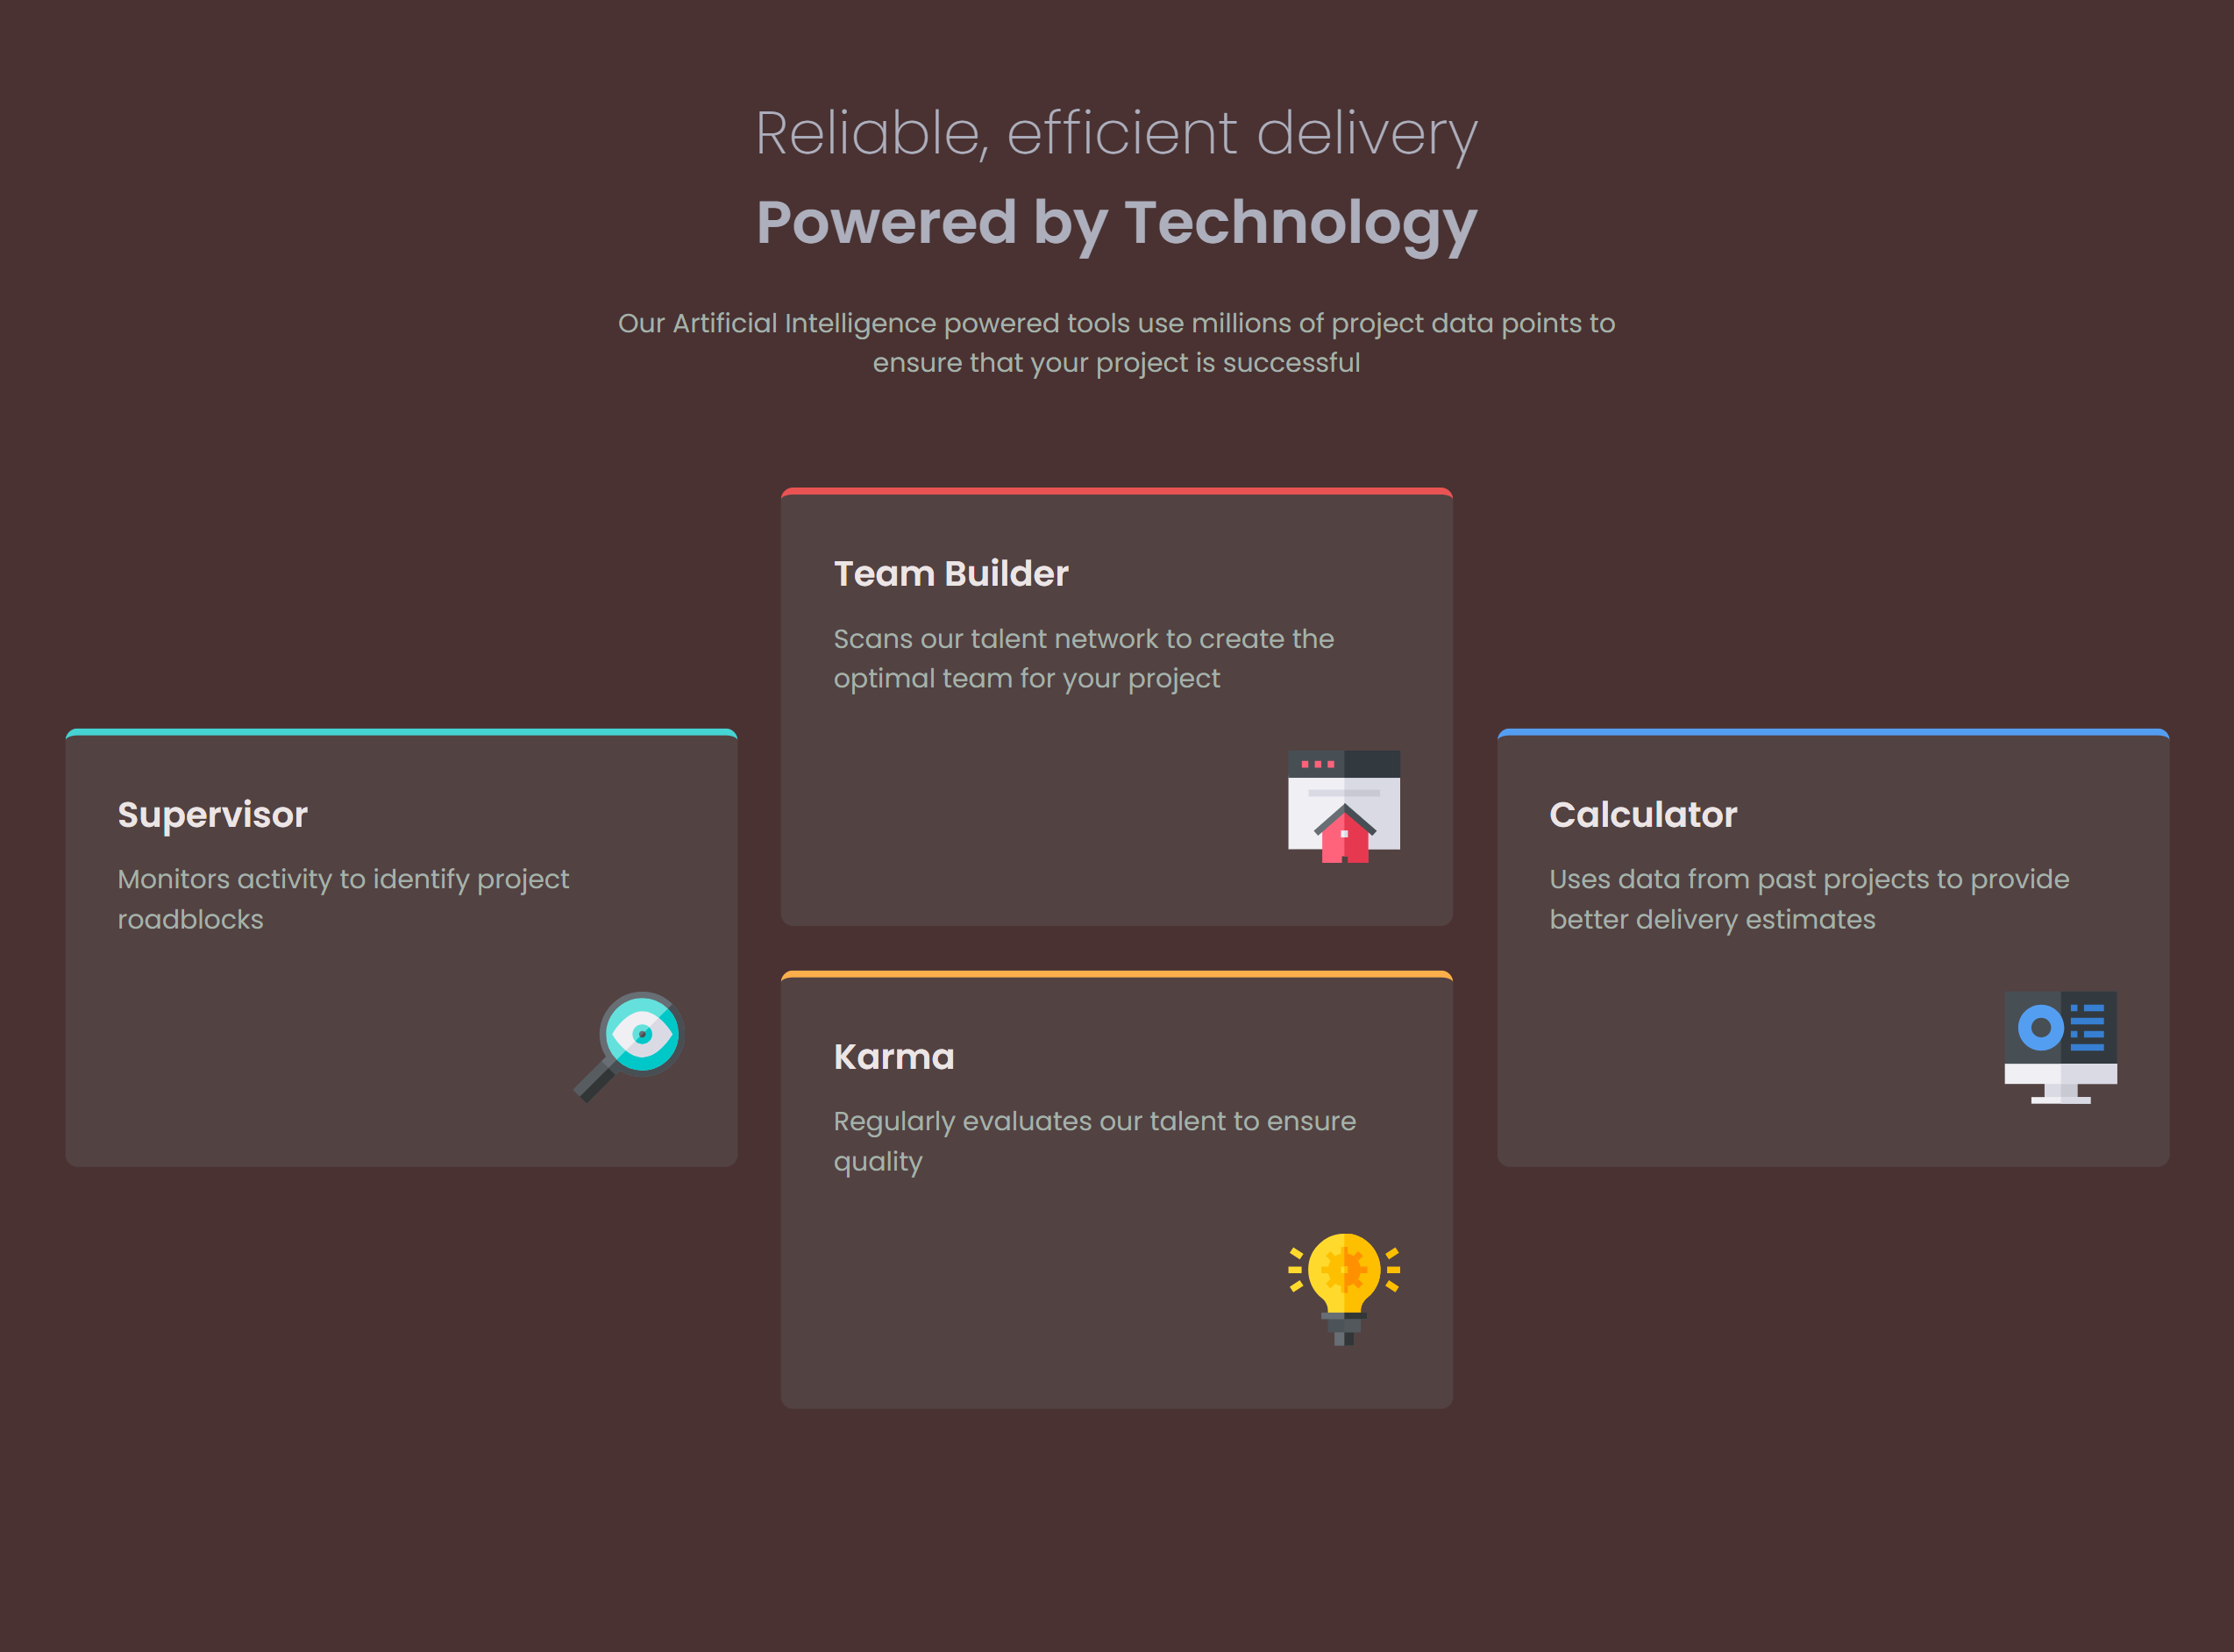 Reliable, efficient delivery
Powered by Technology
Our Artificial Intelligence powered tools use millions of project data points to
ensure that your project is successful
Supervisor
Monitors activity to identify project
roadblocks
Team Builder
Scans our talent network to create the
optimal team for your project
Karma
Regularly evaluates our talent to ensure
quality
Calculator
Uses data from past projects to provide
better delivery estimates